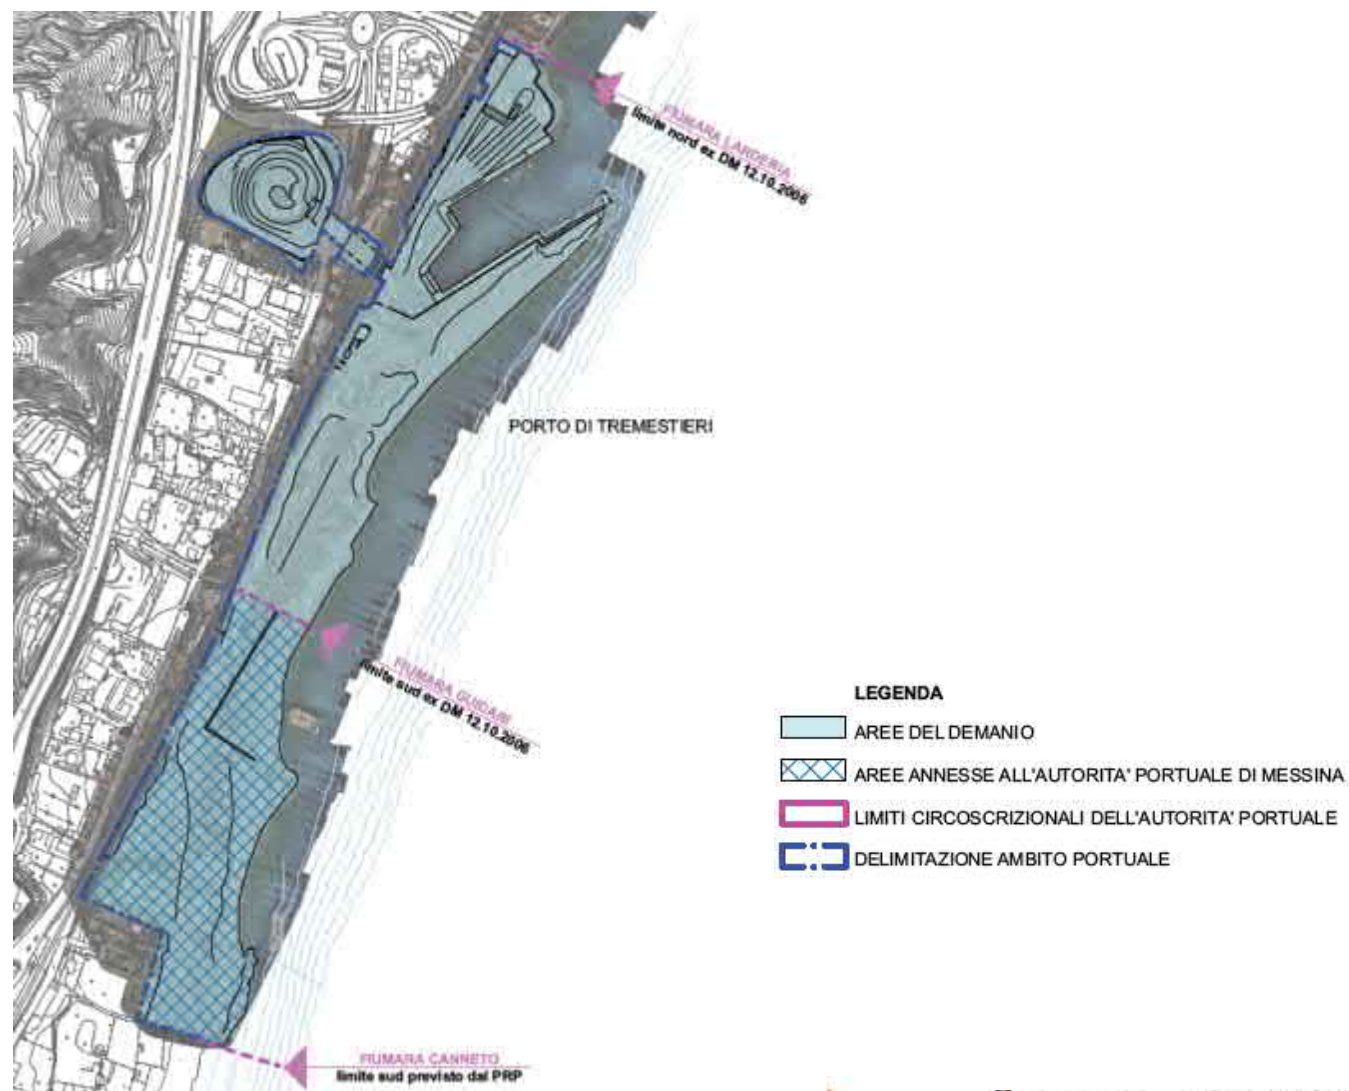 FIUMARA LARDERIA
limite nord ex DM 12.10.2006
PORTO DI TREMESTIERI
FIUMARA GUIDARI
limite sud ex DM 12.10.2006
LEGENDA
AREE DEL DEMANIO
AREE ANNESSE ALL'AUTORITA' PORTUALE DI MESSINA
LIMITI CIRCOSCRIZIONALI DELL'AUTORITA' PORTUALE
DELIMITAZIONE AMBITO PORTUALE
FIUMARA CANNETO
limite sud previsto dal PRP